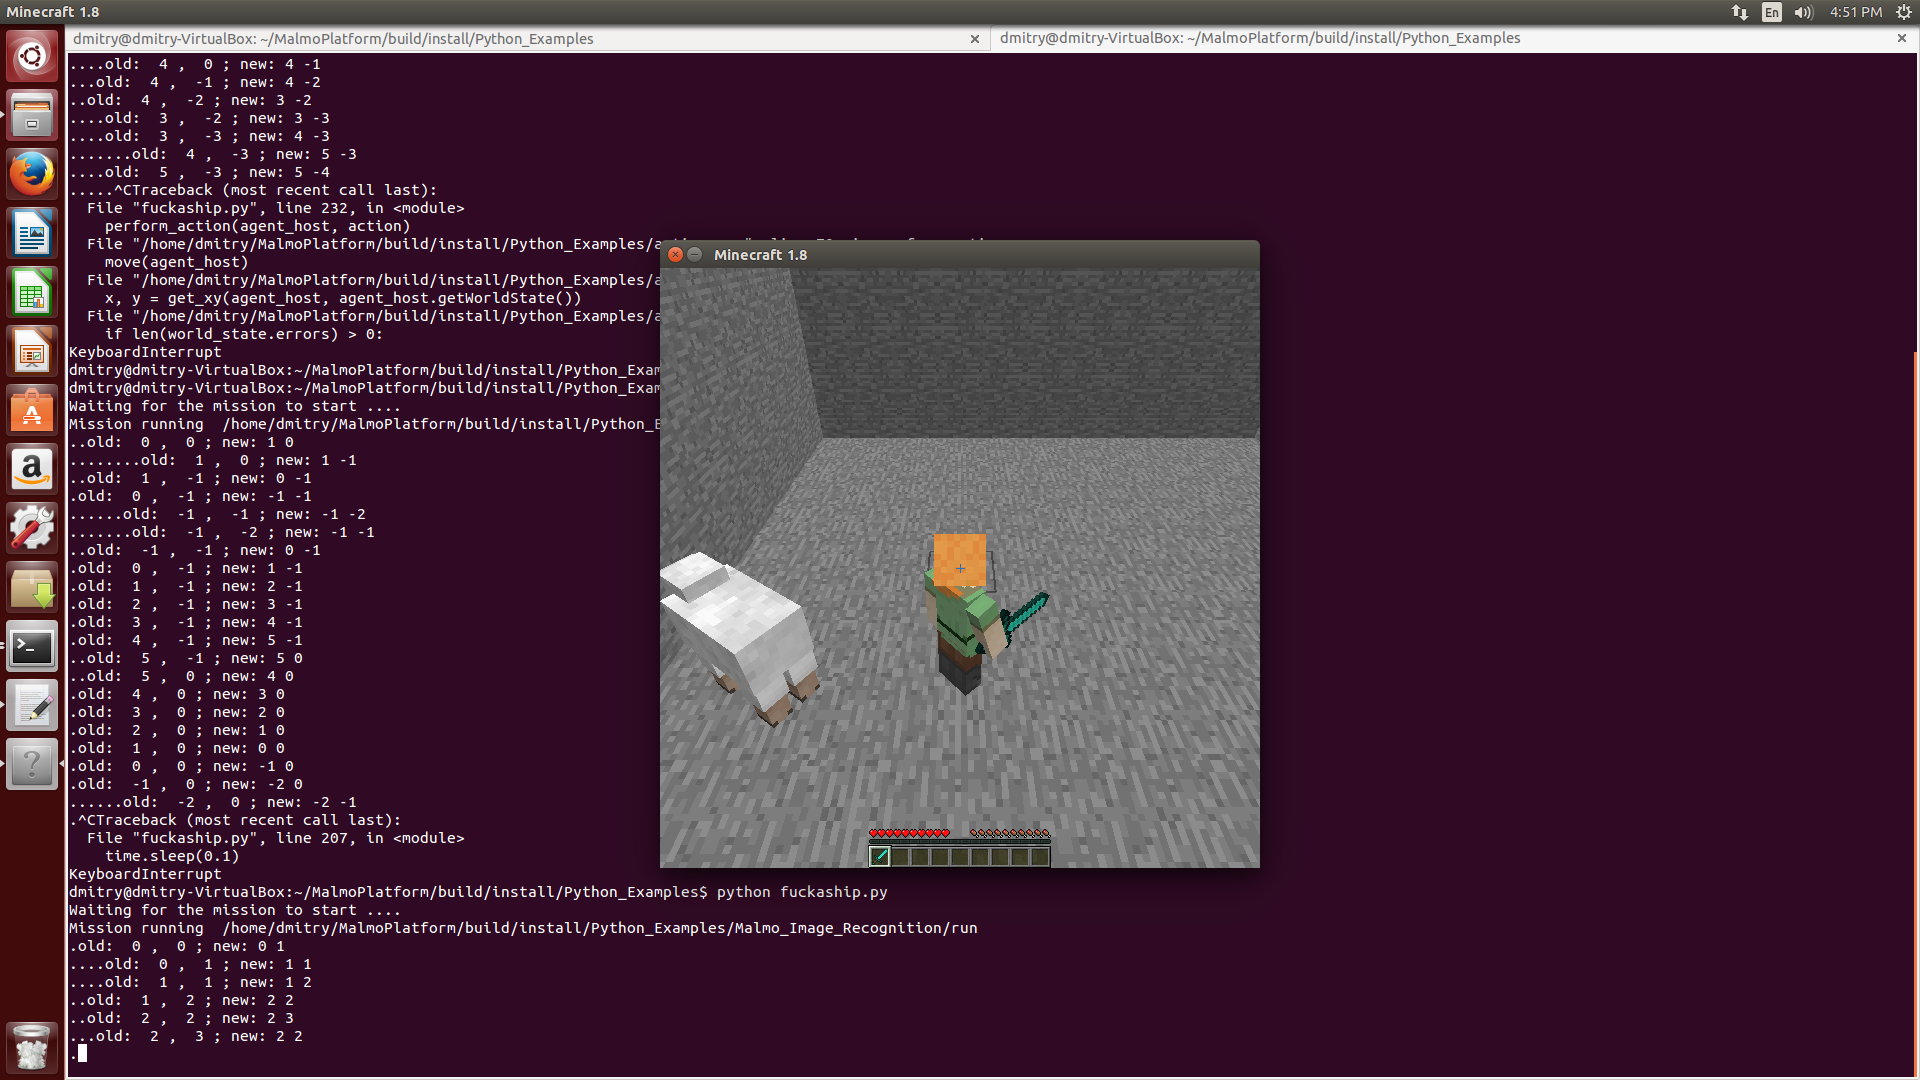 Minecraft 1.8
En
4:51 PM
dmitry@dmitry-VirtualBox: ~/MalmoPlatform/build/install/Python_Examples
dmitry@dmitry-VirtualBox: ~/MalmoPlatform/build/install/Python_Examples
....old:  4 ,  0 ; new: 4 -1
...old:  4 ,  -1 ; new: 4 -2
..old:  4 ,  -2 ; new: 3 -2
....old:  3 ,  -2 ; new: 3 -3
....old:  3 ,  -3 ; new: 4 -3
.......old:  4 ,  -3 ; new: 5 -3
....old:  5 ,  -3 ; new: 5 -4
.....^CTraceback (most recent call last):
  File "fuckaship.py", line 232, in <module>
    perform_action(agent_host, action)
  File "/home/dmitry/MalmoPlatform/build/install/Python_Examples/a
    move(agent_host)
  File "/home/dmitry/MalmoPlatform/build/install/Python_Examples/a
    x, y = get_xy(agent_host, agent_host.getWorldState())
  File "/home/dmitry/MalmoPlatform/build/install/Python_Examples/a
    if len(world_state.errors) > 0:
KeyboardInterrupt
dmitry@dmitry-VirtualBox:~/MalmoPlatform/build/install/Python_Exam
dmitry@dmitry-VirtualBox:~/MalmoPlatform/build/install/Python_Exam
Waiting for the mission to start ....
Mission running  /home/dmitry/MalmoPlatform/build/install/Python_E
..old:  0 ,  0 ; new: 1 0
........old:  1 ,  0 ; new: 1 -1
..old:  1 ,  -1 ; new: 0 -1
.old:  0 ,  -1 ; new: -1 -1
......old:  -1 ,  -1 ; new: -1 -2
.......old:  -1 ,  -2 ; new: -1 -1
..old:  -1 ,  -1 ; new: 0 -1
.old:  0 ,  -1 ; new: 1 -1
.old:  1 ,  -1 ; new: 2 -1
.old:  2 ,  -1 ; new: 3 -1
.old:  3 ,  -1 ; new: 4 -1
.old:  4 ,  -1 ; new: 5 -1
..old:  5 ,  -1 ; new: 5 0
..old:  5 ,  0 ; new: 4 0
.old:  4 ,  0 ; new: 3 0
.old:  3 ,  0 ; new: 2 0
.old:  2 ,  0 ; new: 1 0
.old:  1 ,  0 ; new: 0 0
.old:  0 ,  0 ; new: -1 0
.old:  -1 ,  0 ; new: -2 0
......old:  -2 ,  0 ; new: -2 -1
.^CTraceback (most recent call last):
  File "fuckaship.py", line 207, in <module>
    time.sleep(0.1)
KeyboardInterrupt
dmitry@dmitry-VirtualBox:~/MalmoPlatform/build/install/Python_Examples$ python fuckaship.py
Waiting for the mission to start ....
Mission running  /home/dmitry/MalmoPlatform/build/install/Python_Examples/Malmo_Image_Recognition/run
.old:  0 ,  0 ; new: 0 1
....old:  0 ,  1 ; new: 1 1
....old:  1 ,  1 ; new: 1 2
..old:  1 ,  2 ; new: 2 2
..old:  2 ,  2 ; new: 2 3
...old:  2 ,  3 ; new: 2 2
.
Minecraft 1.8